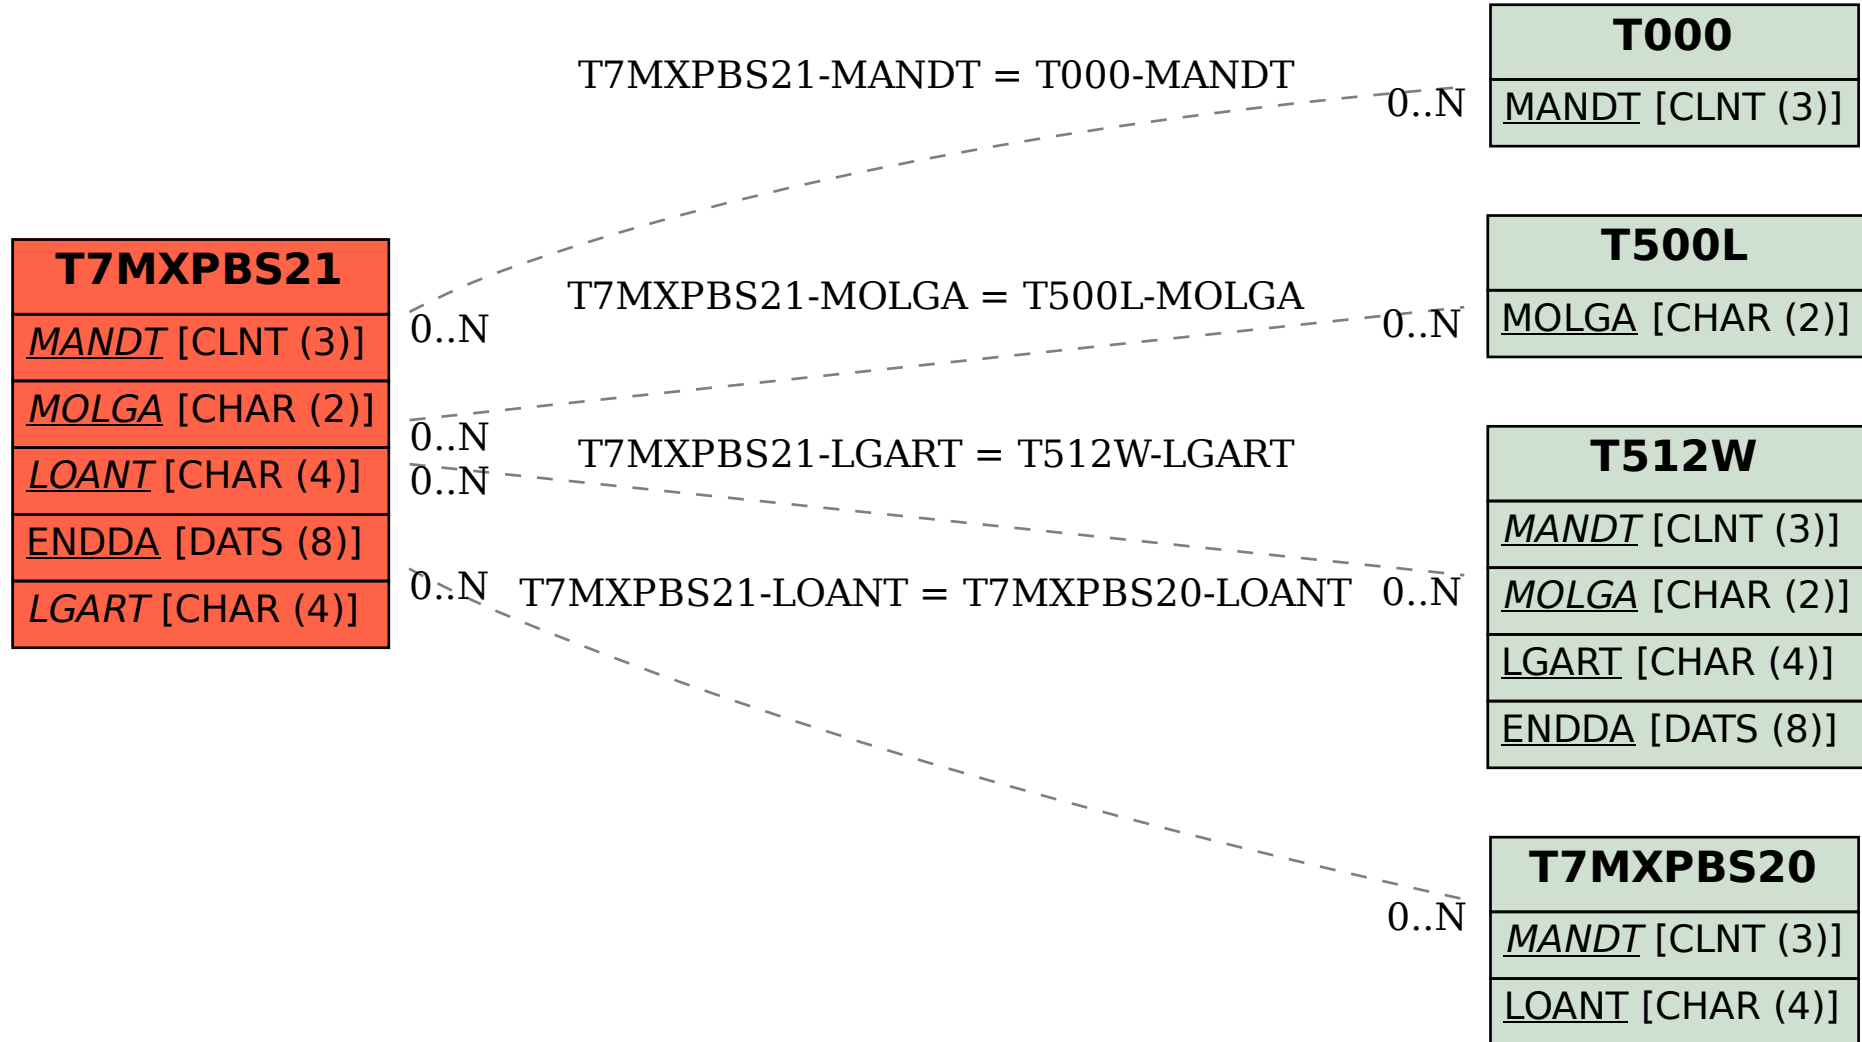 T7MXPBS21
MANDT [CLNT (3)]
MOLGA [CHAR (2)]
LOANT [CHAR (4)]
ENDDA [DATS (8)]
LGART [CHAR (4)]
T7MXPBS21-MANDT = T000-MANDT
0..N
0..N
T7MXPBS21-MOLGA = T500L-MOLGA
0..N
0..N
T7MXPBS21-LGART = T512W-LGART
0..N
0..N
T7MXPBS21-LOANT = T7MXPBS20-LOANT
0..N
0..N
T000
MANDT [CLNT (3)]
T500L
MOLGA [CHAR (2)]
T512W
MANDT [CLNT (3)]
MOLGA [CHAR (2)]
LGART [CHAR (4)]
ENDDA [DATS (8)]
T7MXPBS20
MANDT [CLNT (3)]
LOANT [CHAR (4)]